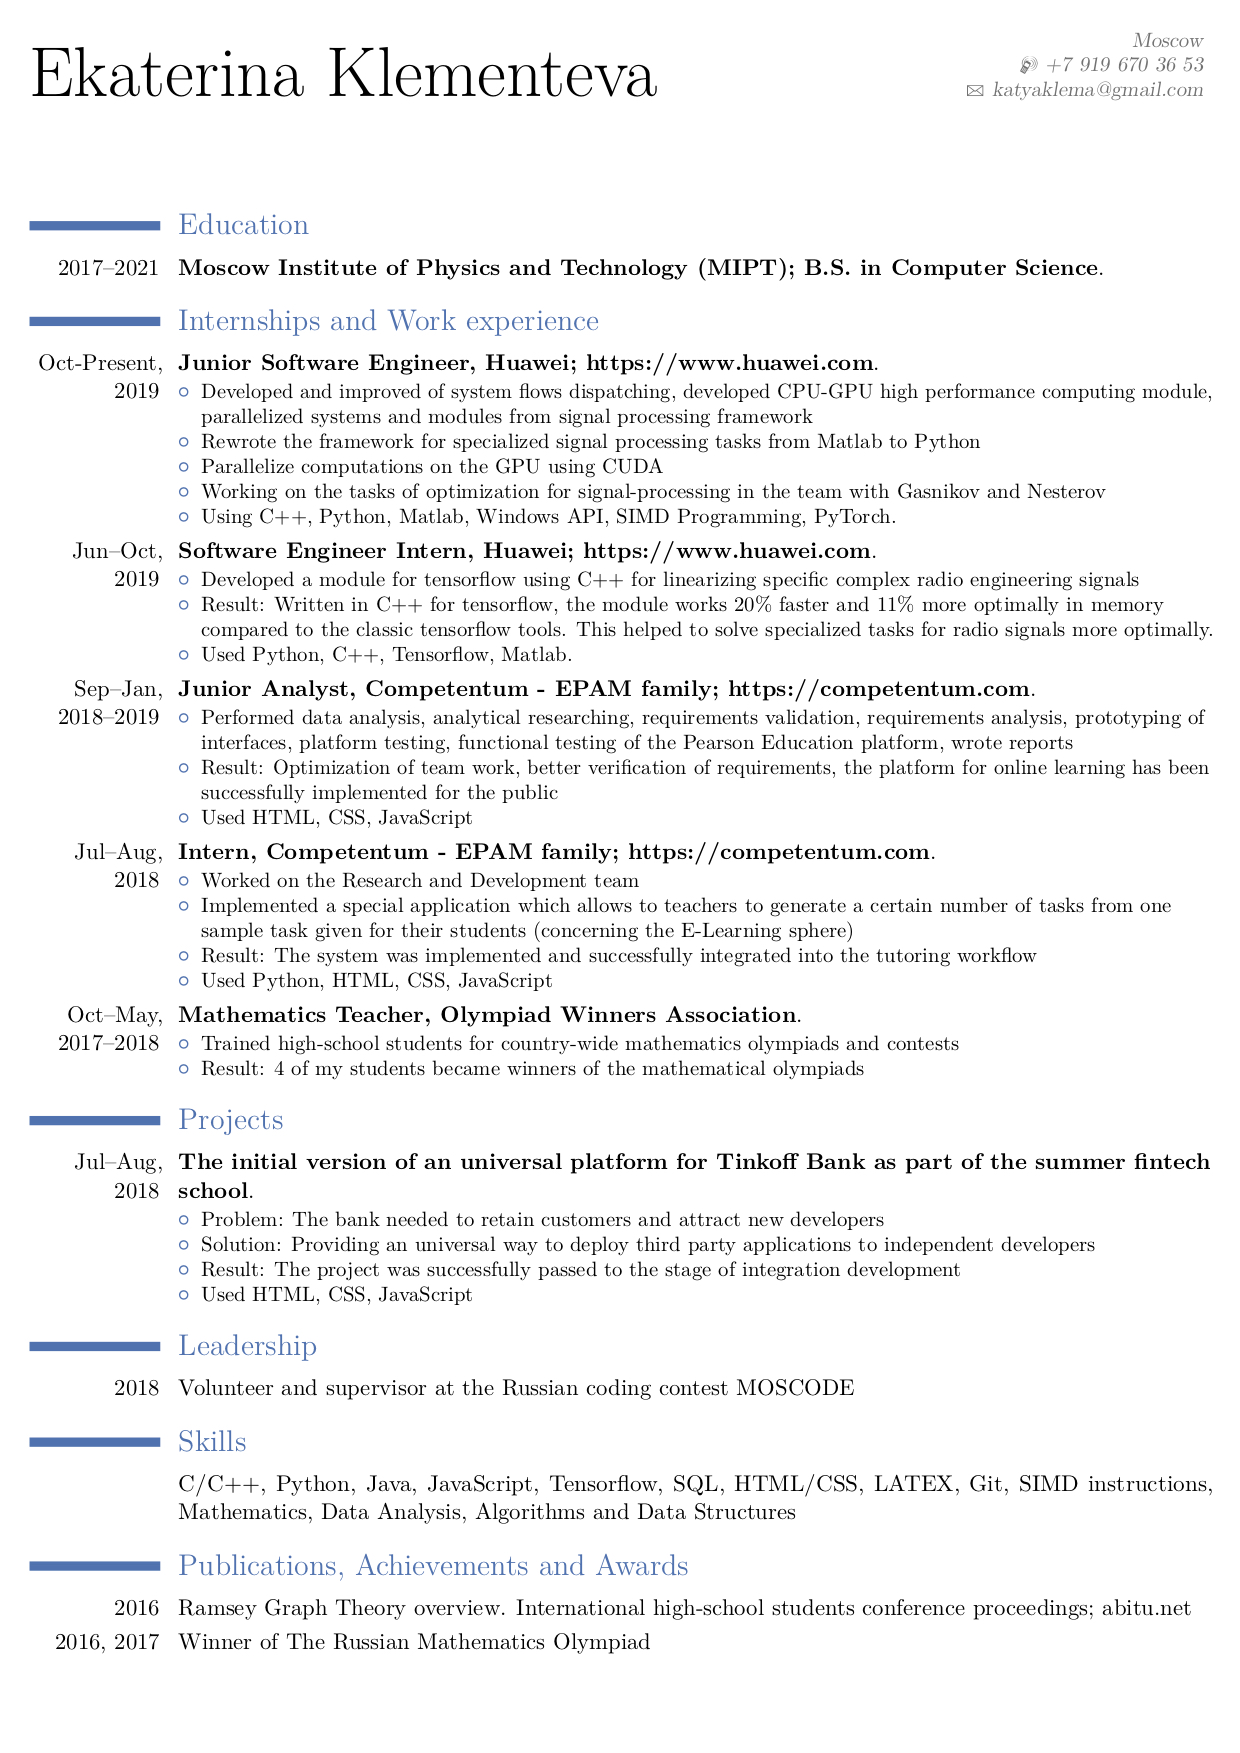 Ekaterina Klementeva
Moscow
+7 919 670 36 53
katyaklema@gmail.com
Education
2017–2021 Moscow Institute of Physics and Technology (MIPT); B.S. in Computer Science.
Internships and Work experience
Oct-Present, Junior Software Engineer, Huawei; https://www.huawei.com.
2019 ○ Developed and improved of system flows dispatching, developed CPU-GPU high performance computing module,
parallelized systems and modules from signal processing framework
○ Rewrote the framework for specialized signal processing tasks from Matlab to Python
○ Parallelize computations on the GPU using CUDA
○ Working on the tasks of optimization for signal-processing in the team with Gasnikov and Nesterov
○ Using C++, Python, Matlab, Windows API, SIMD Programming, PyTorch.
Jun–Oct, Software Engineer Intern, Huawei; https://www.huawei.com.
2019 ○ Developed a module for tensorflow using C++ for linearizing specific complex radio engineering signals
○ Result: Written in C++ for tensorflow, the module works 20% faster and 11% more optimally in memory
compared to the classic tensorflow tools. This helped to solve specialized tasks for radio signals more optimally.
○ Used Python, C++, Tensorflow, Matlab.
Sep–Jan, Junior Analyst, Competentum - EPAM family; https://competentum.com.
2018–2019 ○ Performed data analysis, analytical researching, requirements validation, requirements analysis, prototyping of
interfaces, platform testing, functional testing of the Pearson Education platform, wrote reports
○ Result: Optimization of team work, better verification of requirements, the platform for online learning has been
successfully implemented for the public
○ Used HTML, CSS, JavaScript
Jul–Aug, Intern, Competentum - EPAM family; https://competentum.com.
2018 ○ Worked on the Research and Development team
○ Implemented a special application which allows to teachers to generate a certain number of tasks from one
sample task given for their students (concerning the E-Learning sphere)
○ Result: The system was implemented and successfully integrated into the tutoring workflow
○ Used Python, HTML, CSS, JavaScript
Oct–May, Mathematics Teacher, Olympiad Winners Association.
2017–2018 ○ Trained high-school students for country-wide mathematics olympiads and contests
○ Result: 4 of my students became winners of the mathematical olympiads
Projects
Jul–Aug, The initial version of an universal platform for Tinkoff Bank as part of the summer fintech
2018 school.
○ Problem: The bank needed to retain customers and attract new developers
○ Solution: Providing an universal way to deploy third party applications to independent developers
○ Result: The project was successfully passed to the stage of integration development
○ Used HTML, CSS, JavaScript
Leadership
2018 Volunteer and supervisor at the Russian coding contest MOSCODE
Skills
C/C++, Python, Java, JavaScript, Tensorflow, SQL, HTML/CSS, LATEX, Git, SIMD instructions,
Mathematics, Data Analysis, Algorithms and Data Structures
Publications, Achievements and Awards
2016 Ramsey Graph Theory overview. International high-school students conference proceedings; abitu.net
2016, 2017 Winner of The Russian Mathematics Olympiad